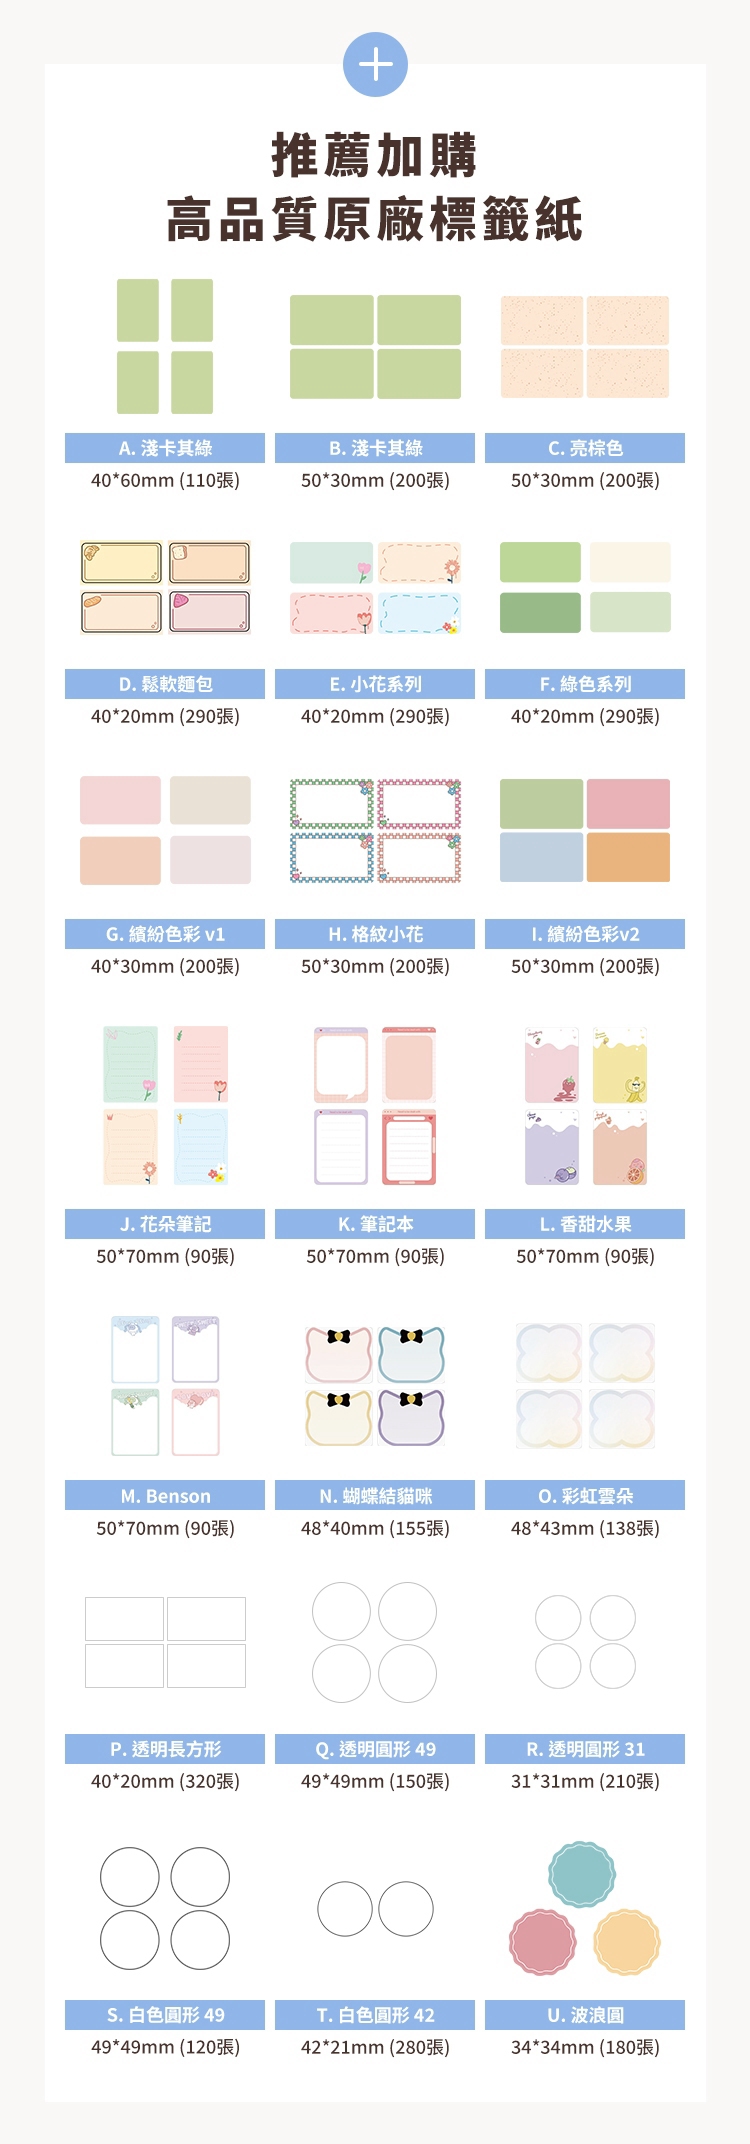 推薦加購
高品質原廠標籤紙
A. 淺卡其綠
40*60mm (110張)
B. 淺卡其綠
50*30mm (200張)
C. 亮棕色
50*30mm (200張)
D. 鬆軟麵包
40*20mm (290張)
E. 小花系列
40*20mm (290張)
F. 綠色系列
40*20mm (290張)
G. 繽紛色彩 v1
40*30mm (200張)
H. 格紋小花
50*30mm (200張)
I. 繽紛色彩v2
50*30mm (200張)
J. 花朵筆記
50*70mm (90張)
K. 筆記本
50*70mm (90張)
L. 香甜水果
50*70mm (90張)
M. Benson
50*70mm (90張)
N. 蝴蝶結貓咪
48*40mm (155張)
O. 彩虹雲朵
48*43mm (138張)
P. 透明長方形
40*20mm (320張)
Q. 透明圓形 49
49*49mm (150張)
R. 透明圓形 31
31*31mm (210張)
S. 白色圓形 49
49*49mm (120張)
T. 白色圓形 42
42*21mm (280張)
U. 波浪圓
34*34mm (180張)